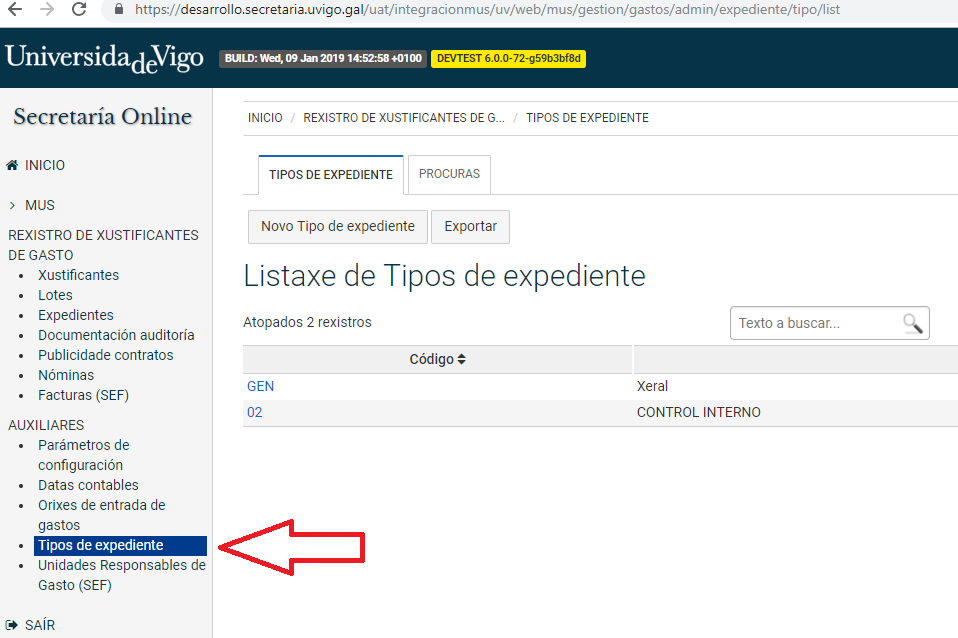 https://desarrollo.secretaria.uvigo.gal/uat/integracionmus/uv/web/mus/gestion/gastos/admin/expediente/tipo/list
UniversidadeVigo
BUILD: Wed, 09 Jan 2019 14:52:58 +0100
DEVTEST 6.0.0-72-g59b3bf8d
Secretaría Online
INICIO
MUS
REXISTRO DE XUSTIFICANTES
DE GASTO
Xustificantes
Lotes
Expedientes
Documentación auditoría
Publicidade contratos
Nóminas
Facturas (SEF)
AUXILIARES
Parámetros de
configuración
Datas contables
Orixes de entrada de
gastos
Tipos de expediente
Unidades Responsables de
Gasto (SEF)
SAÍR
INICIO / REXISTRO DE XUSTIFICANTES DE G... / TIPOS DE EXPEDIENTE
TIPOS DE EXPEDIENTE
PROCURAS
Novo Tipo de expediente
Exportar
Listaxe de Tipos de expediente
Atopados 2 rexistros
Texto a buscar...
Código
GEN Xeral
02 CONTROL INTERNO